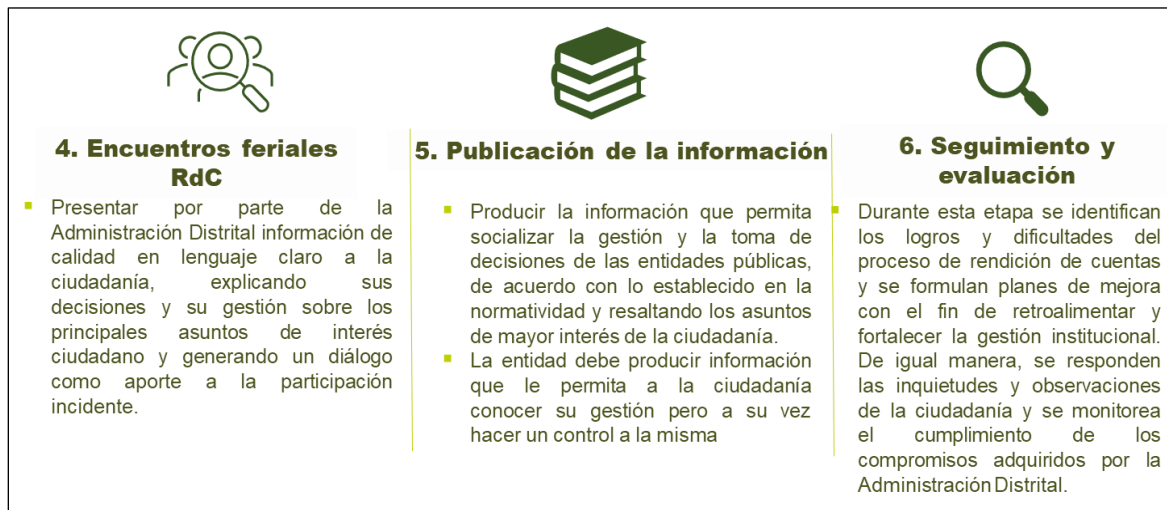 4. Encuentros feriales
RdC
▪ Presentar por parte de la
Administración Distrital información de
calidad en lenguaje claro a la
ciudadanía, explicando sus
decisiones y su gestión sobre los
principales asuntos de interés
ciudadano y generando un diálogo
como aporte a la participación
incidente.
5. Publicación de la información
▪ Producir la información que permita
socializar la gestión y la toma de
decisiones de las entidades públicas,
de acuerdo con lo establecido en la
normatividad y resaltando los asuntos
de mayor interés de la ciudadanía.
▪ La entidad debe producir información
que le permita a la ciudadanía
conocer su gestión pero a su vez
hacer un control a la misma
6. Seguimiento y
evaluación
▪ Durante esta etapa se identifican
los logros y dificultades del
proceso de rendición de cuentas
y se formulan planes de mejora
con el fin de retroalimentar y
fortalecer la gestión institucional.
De igual manera, se responden
las inquietudes y observaciones
de la ciudadanía y se monitorea
el cumplimiento de los
compromisos adquiridos por la
Administración Distrital.